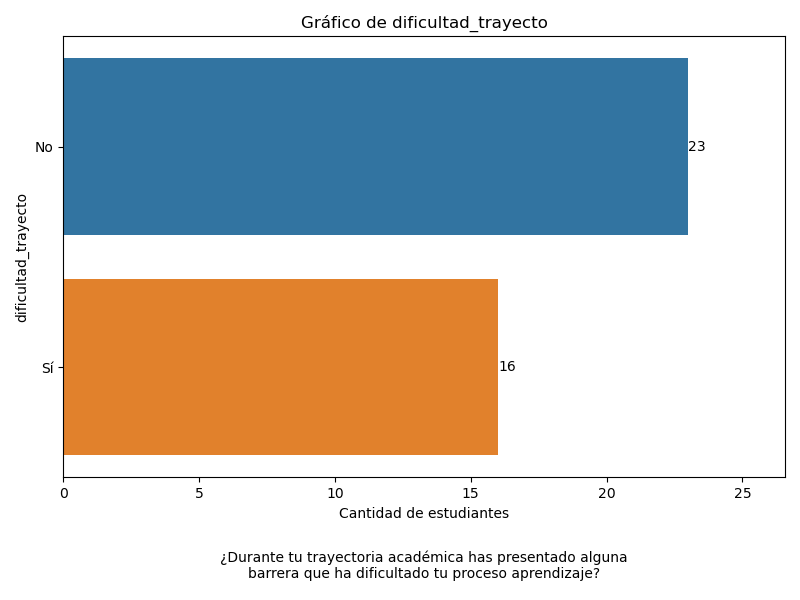 Gráfico de dificultad_trayecto
dificultad_trayecto
No
23
Sí
16
0 5 10 15 20 25
Cantidad de estudiantes
¿Durante tu trayectoria académica has presentado alguna
barrera que ha dificultado tu proceso aprendizaje?